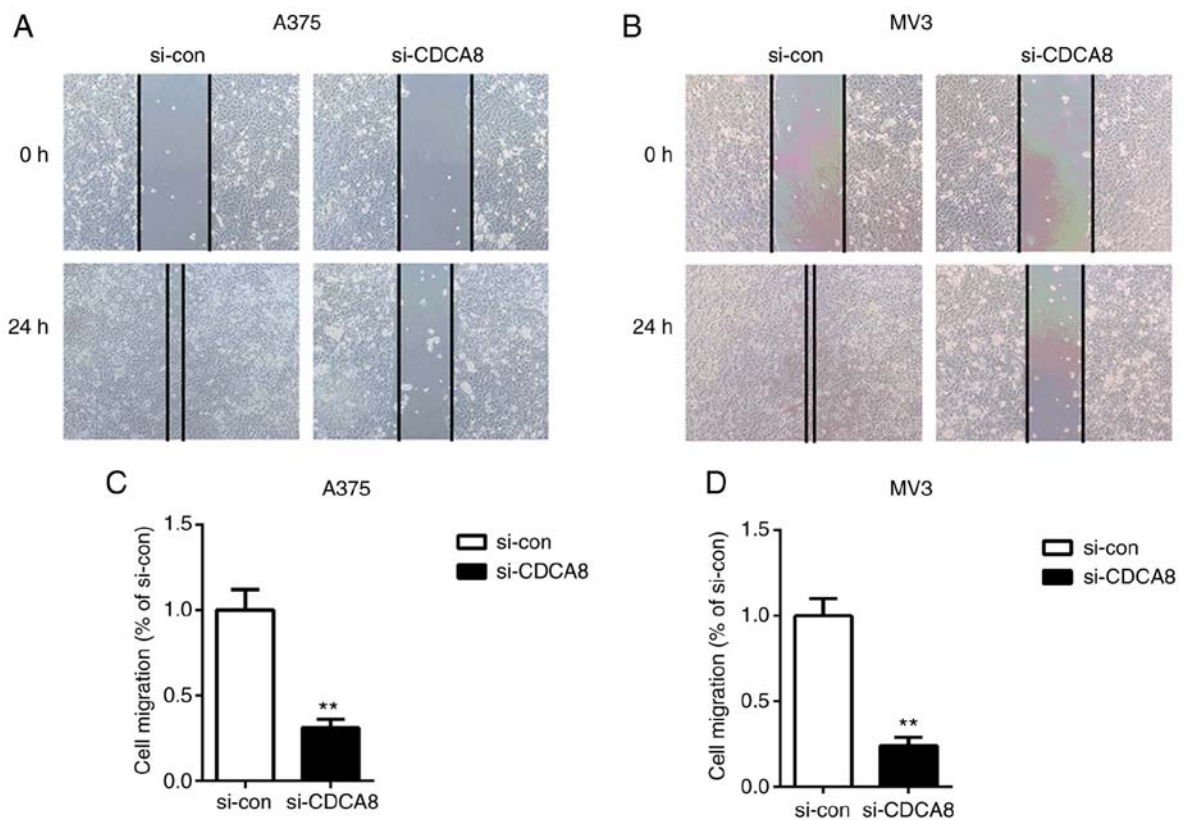 A
A375
si-con
si-CDCA8
0 h
24 h
B
MV3
si-con
si-CDCA8
0 h
24 h
C
A375
Cell migration (% of si-con)
1.5
1.0
0.5
0.0
**
si-con
si-CDCA8
si-con
si-CDCA8
D
MV3
Cell migration (% of si-con)
1.5
1.0
0.5
0.0
**
si-con
si-CDCA8
si-con
si-CDCA8